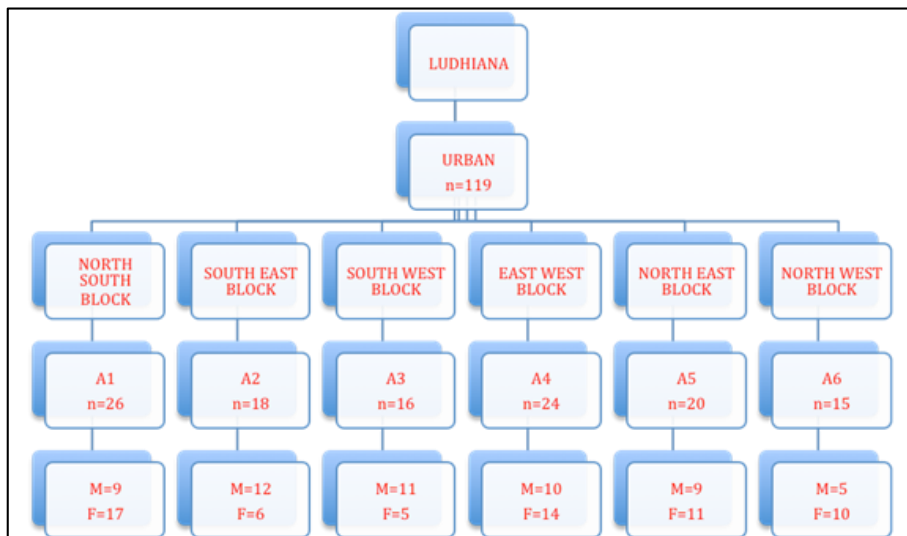 LUDHIANA
URBAN
n=119
NORTH
SOUTH
BLOCK
SOUTH EAST
BLOCK
SOUTH WEST
BLOCK
EAST WEST
BLOCK
NORTH EAST
BLOCK
NORTH WEST
BLOCK
A1
n=26
A2
n=18
A3
n=16
A4
n=24
A5
n=20
A6
n=15
M=9
F=17
M=12
F=6
M=11
F=5
M=10
F=14
M=9
F=11
M=5
F=10